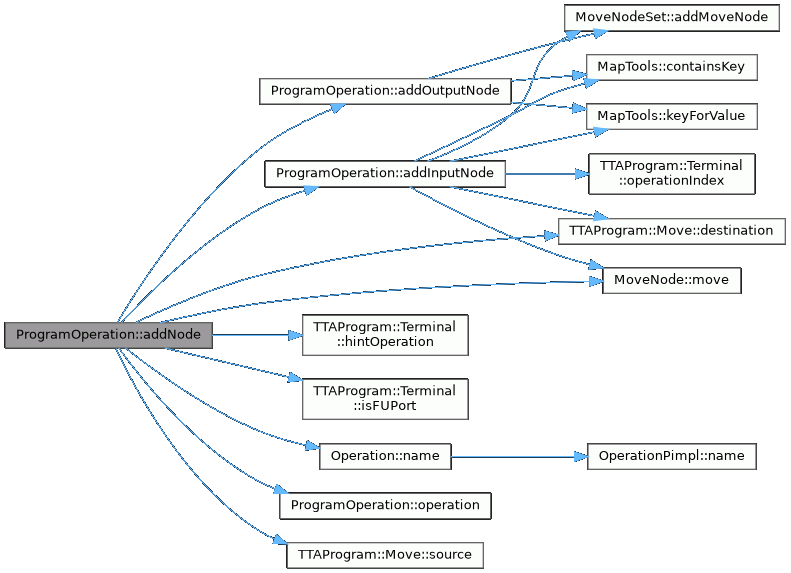 MoveNodeSet::addMoveNode
MapTools::containsKey
ProgramOperation::addOutputNode
MapTools::keyForValue
ProgramOperation::addInputNode
TTAProgram::Terminal
::operationIndex
TTAProgram::Move::destination
MoveNode::move
ProgramOperation::addNode
TTAProgram::Terminal
::hintOperation
TTAProgram::Terminal
::isFUPort
Operation::name
OperationPimpl::name
ProgramOperation::operation
TTAProgram::Move::source